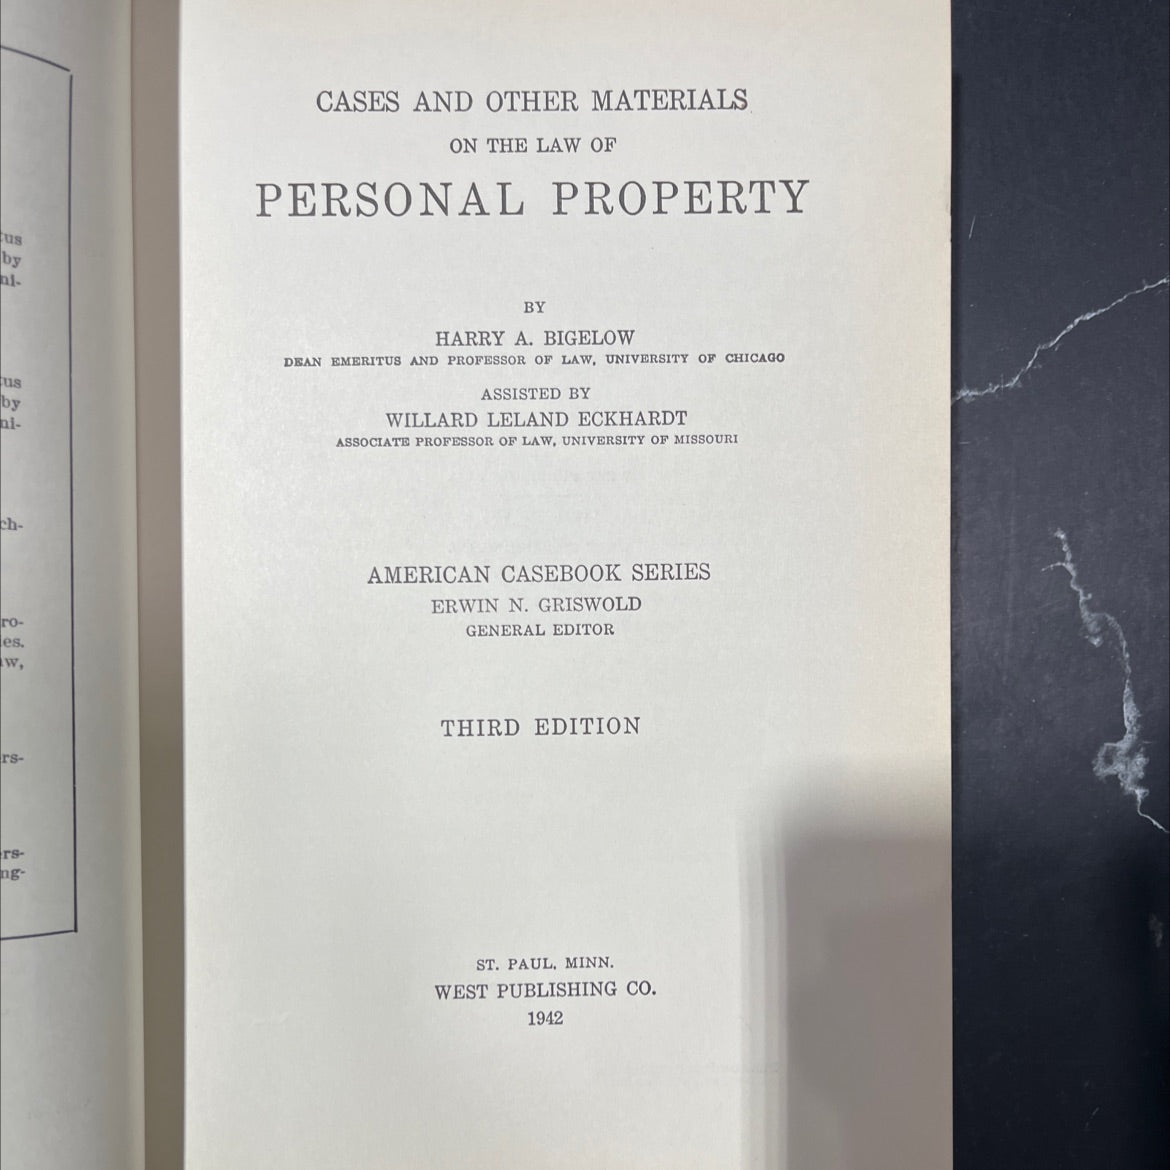 CASES AND OTHER MATERIALS
ON THE LAW OF
PERSONAL PROPERTY
BY
HARRY A. BIGELOW
DEAN EMERITUS AND PROFESSOR OF LAW, UNIVERSITY OF CHICAGO
ASSISTED BY
WILLARD LELAND ECKHARDT
ASSOCIATE PROFESSOR OF LAW, UNIVERSITY OF MISSOURI
AMERICAN CASEBOOK SERIES
ERWIN N. GRISWOLD
GENERAL EDITOR
THIRD EDITION
ST. PAUL, MINN.
WEST PUBLISHING CO.
1942